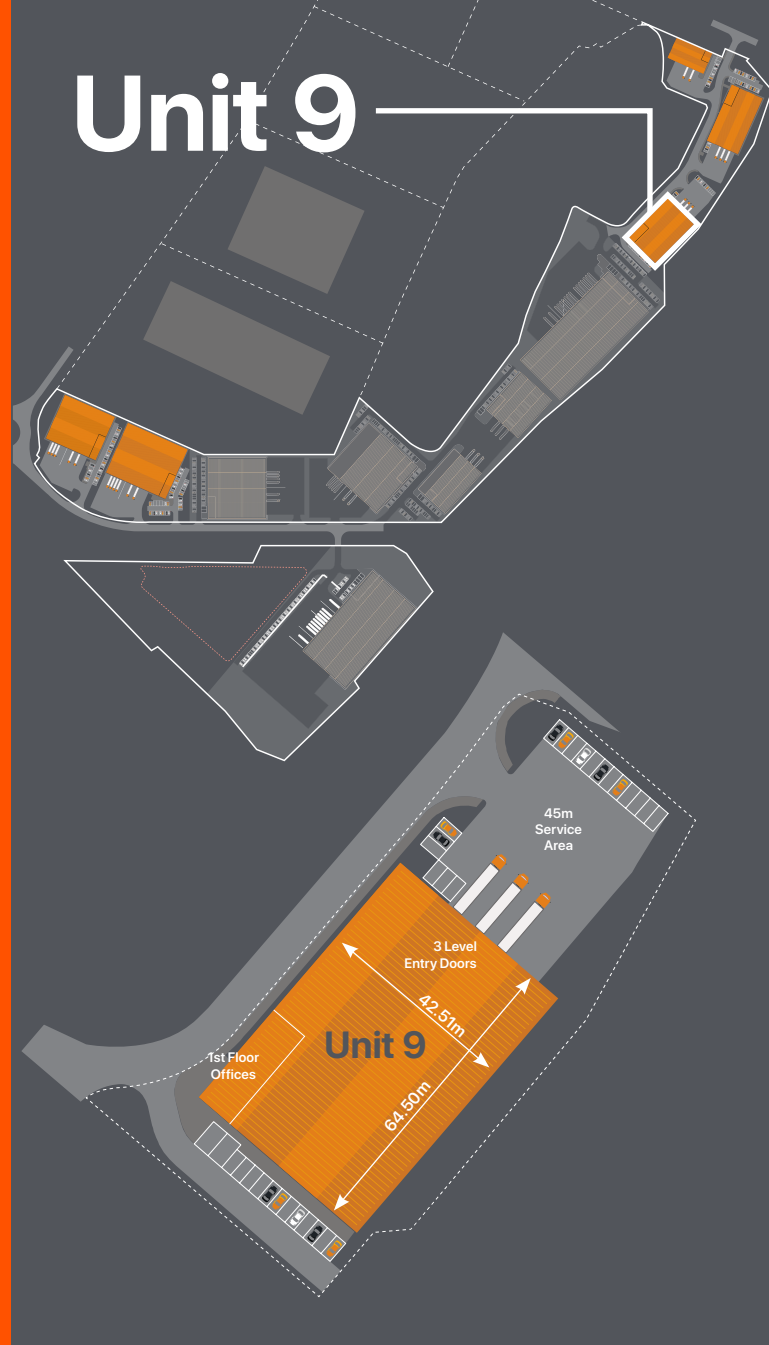 Unit 9
45m
Service
Area
3 Level
Entry Doors
42.51m
Unit 9
1st Floor
Offices
64.50m